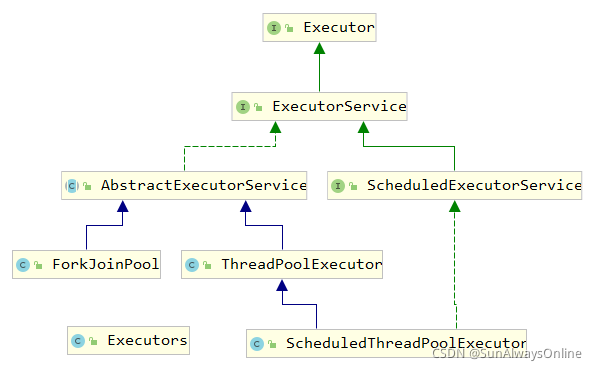 Executor
ExecutorService
AbstractExecutorService
ScheduledExecutorService
ForkJoinPool
ThreadPoolExecutor
Executors
ScheduledThreadPoolExecutor
CSDN @SunAlwaysOnline